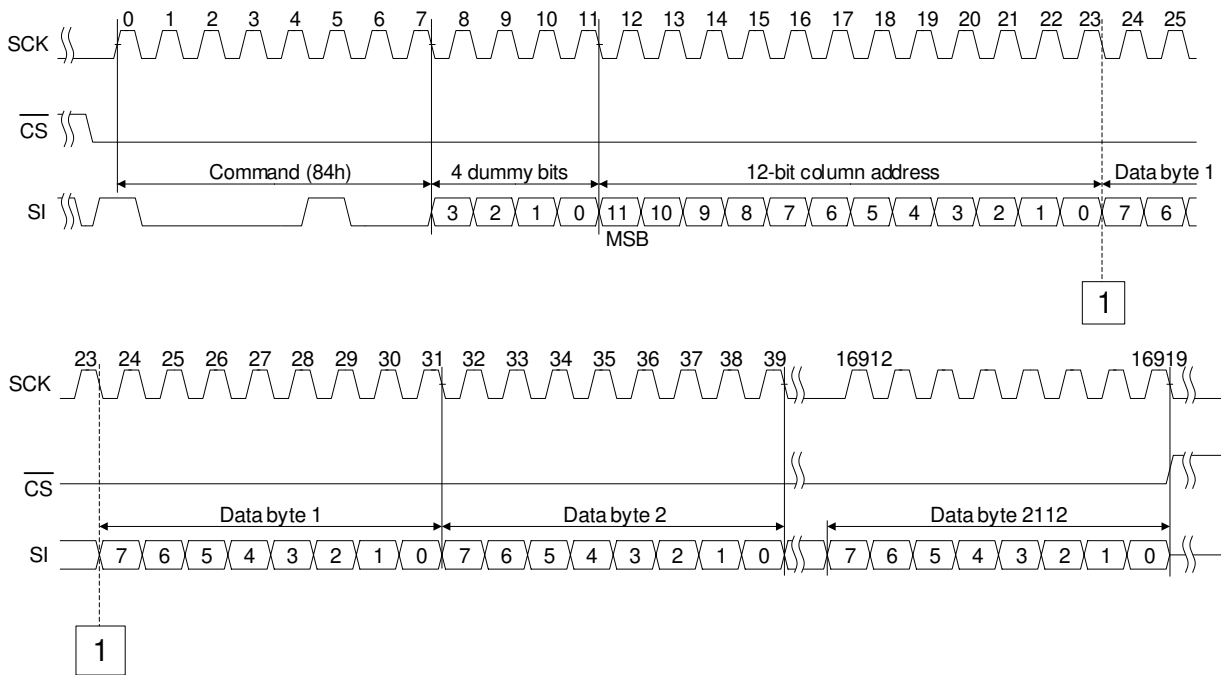 0 1 2 3 4 5 6 7 8 9 10 11 12 13 14 15 16 17 18 19 20 21 22 23 24 25
SCK
CS
Command (84h) 4 dummy bits 12-bit column address Data byte 1
SI 3 2 1 0 11 10 9 8 7 6 5 4 3 2 1 0 7 6
MSB
1
23 24 25 26 27 28 29 30 31 32 33 34 35 36 37 38 39 16912 16919
SCK
CS
Data byte 1 Data byte 2 Data byte 2112
SI 7 6 5 4 3 2 1 0 7 6 5 4 3 2 1 0 7 6 5 4 3 2 1 0
1